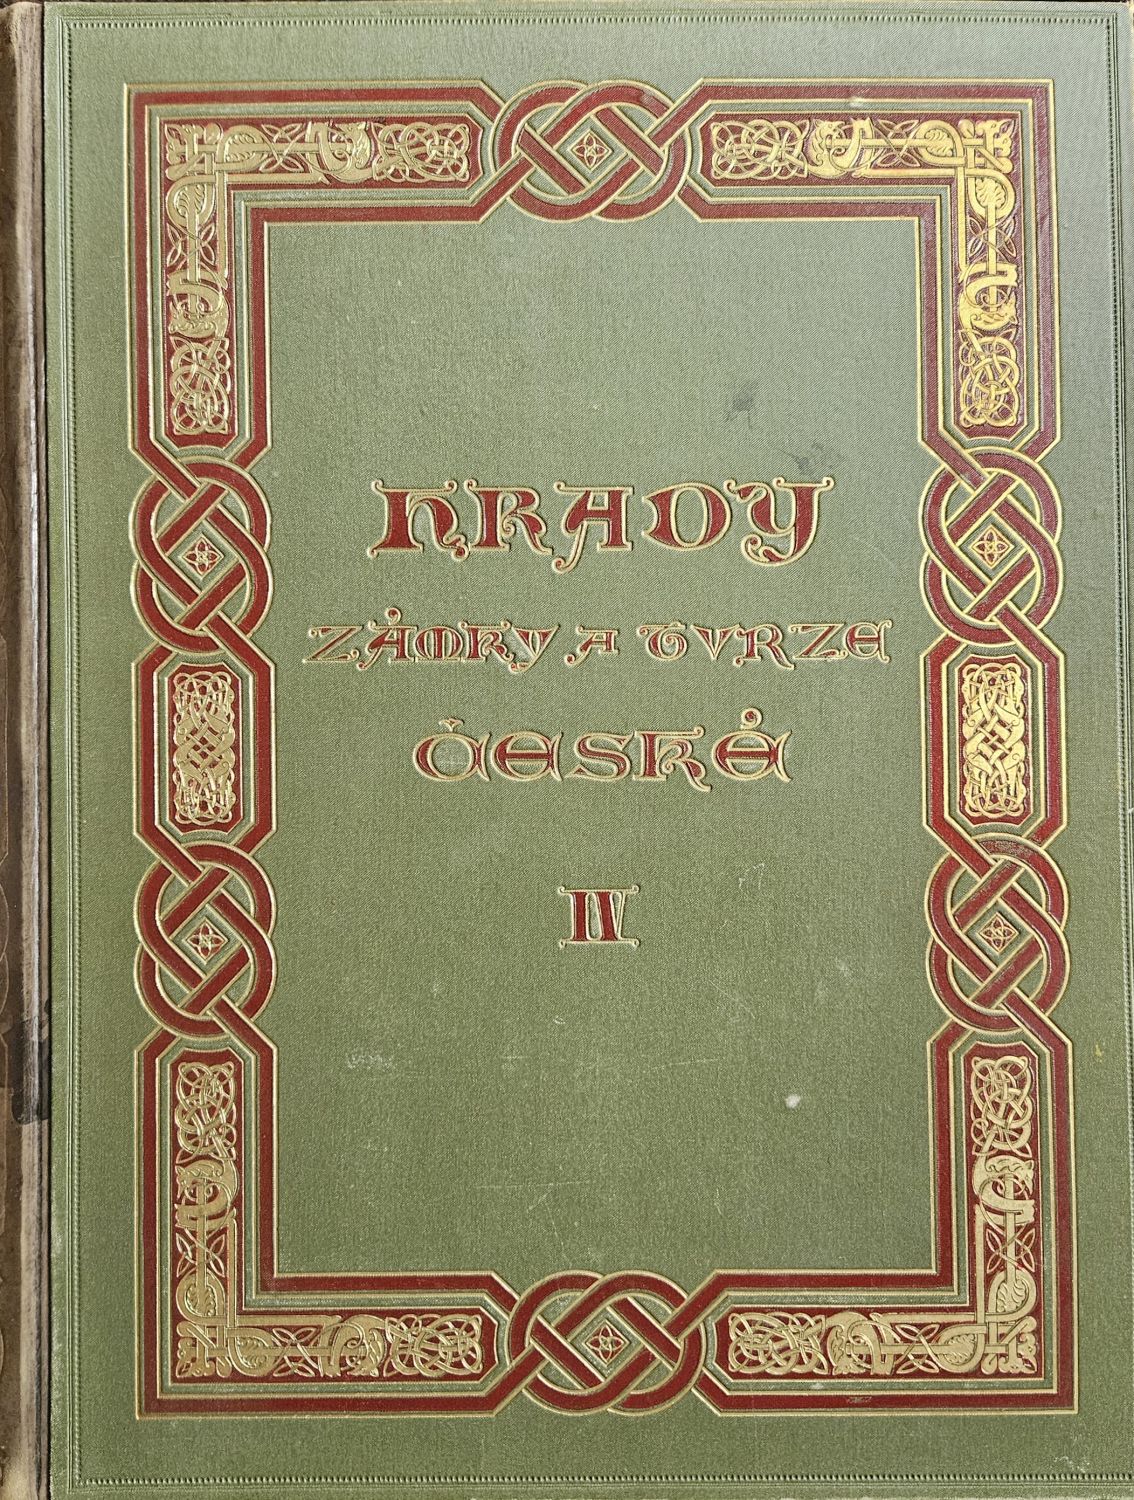 HRADY
ZÁMKY A TVRZE
ČESKÉ
IV